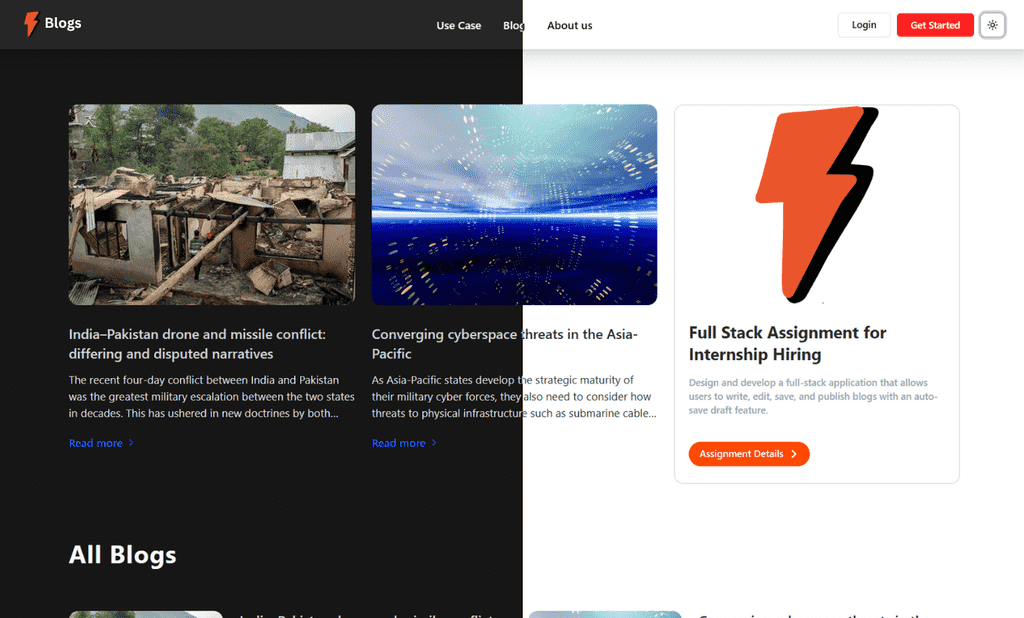 Blogs
Use Case
Blog
About us
Login
Get Started
India–Pakistan drone and missile conflict:
differing and disputed narratives
The recent four-day conflict between India and Pakistan
was the greatest military escalation between the two states
in decades. This has ushered in new doctrines by both...
Read more
Converging cyberspace threats in the Asia-
Pacific
As Asia-Pacific states develop the strategic maturity of
their military cyber forces, they also need to consider how
threats to physical infrastructure such as submarine cable...
Read more
Full Stack Assignment for
Internship Hiring
Design and develop a full-stack application that allows
users to write, edit, save, and publish blogs with an auto-
save draft feature.
Assignment Details
All Blogs